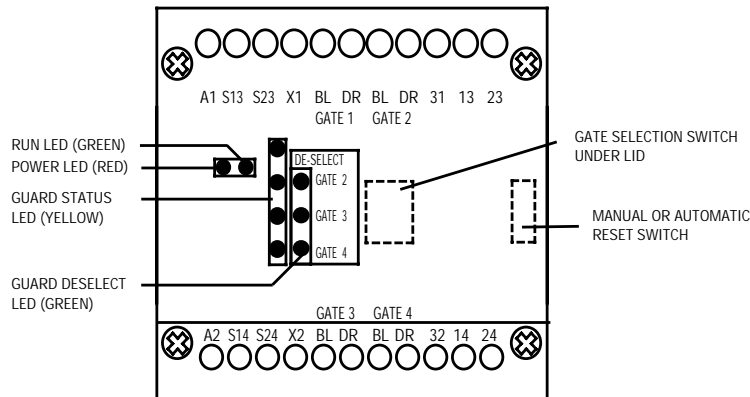 A1 S13 S23 X1 BL DR BL DR 31 13 23
GATE 1 GATE 2
RUN LED (GREEN)
POWER LED (RED)
GUARD STATUS
LED (YELLOW)
GUARD DESELECT
LED (GREEN)
DE-SELECT
GATE 2
GATE 3
GATE 4
GATE SELECTION SWITCH
UNDER LID
MANUAL OR AUTOMATIC
RESET SWITCH
GATE 3 GATE 4
A2 S14 S24 X2 BL DR BL DR 32 14 24